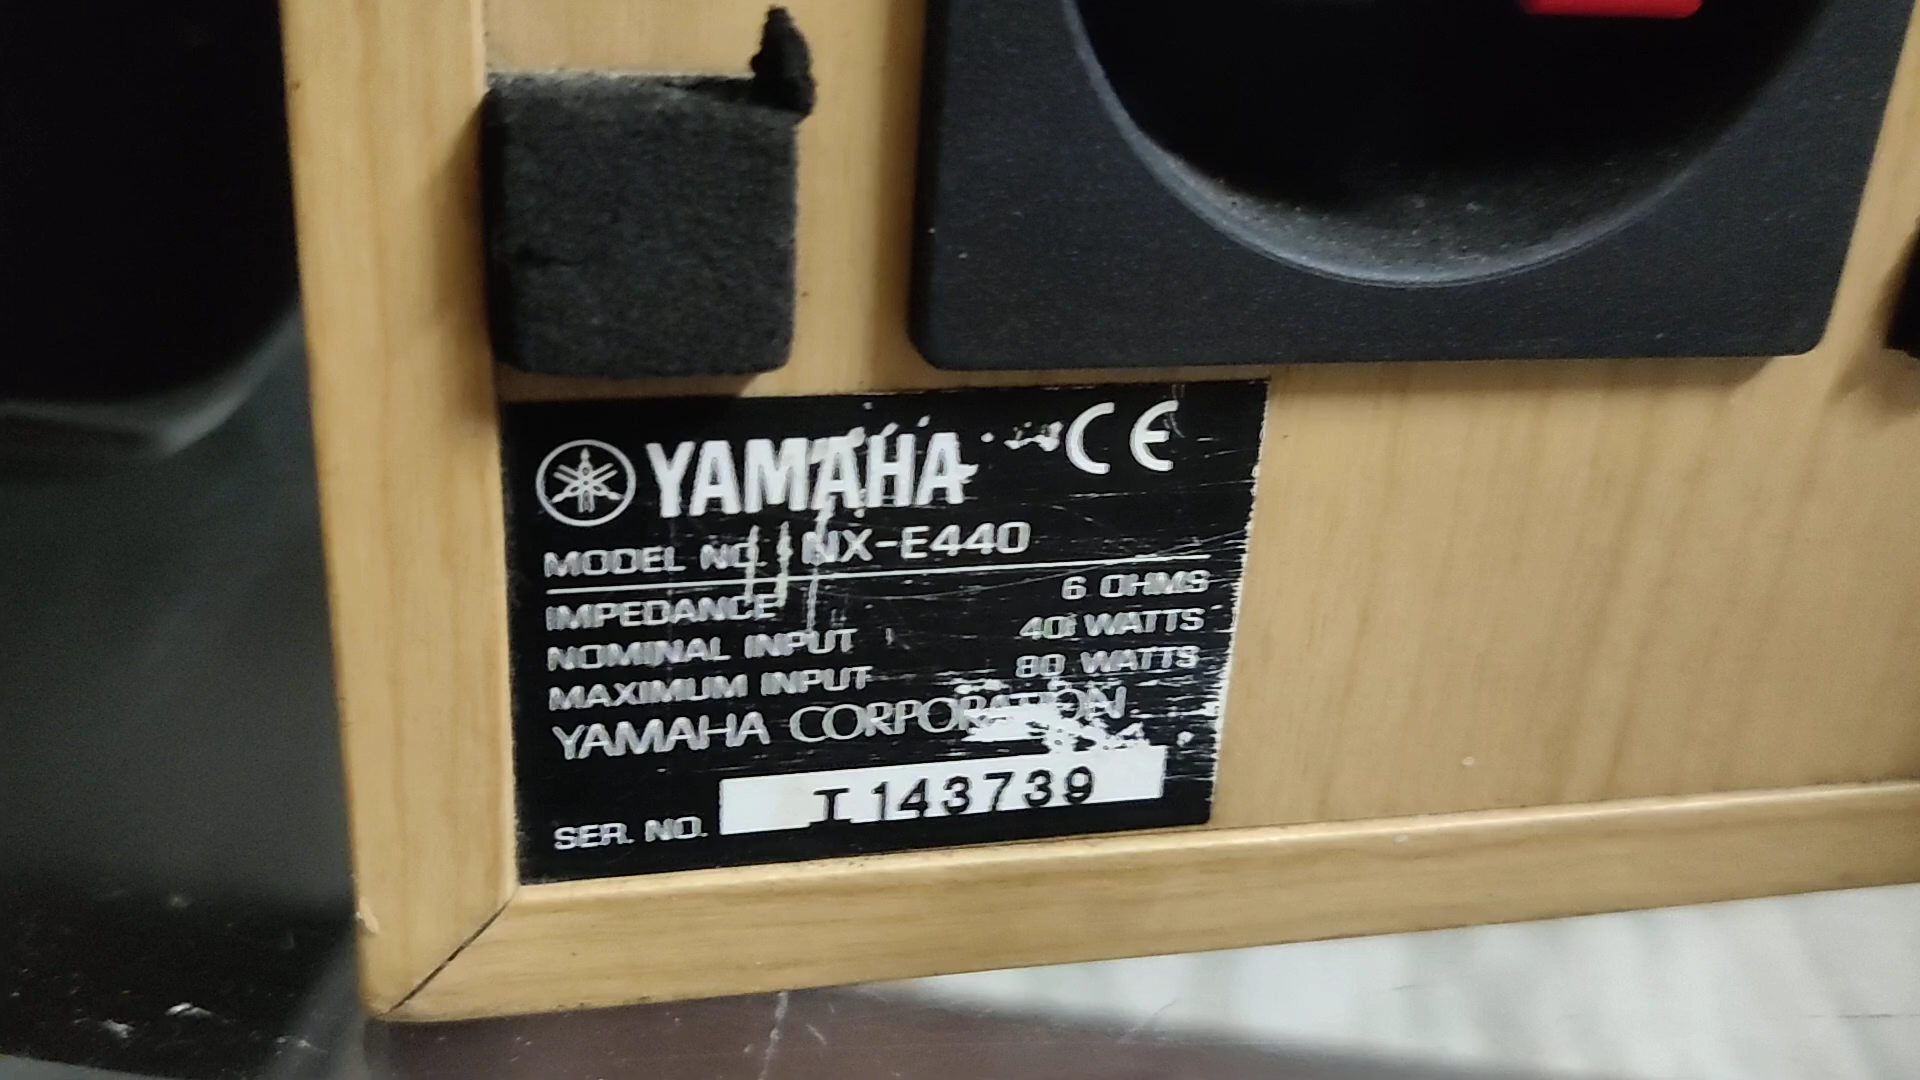 YAMAHA CE
MODEL NO. NX-E440
IMPEDANCE 6 OHMS
NOMINAL INPUT 40 WATTS
MAXIMUM INPUT 80 WATTS
YAMAHA CORPORATION
SER. NO. I 143739